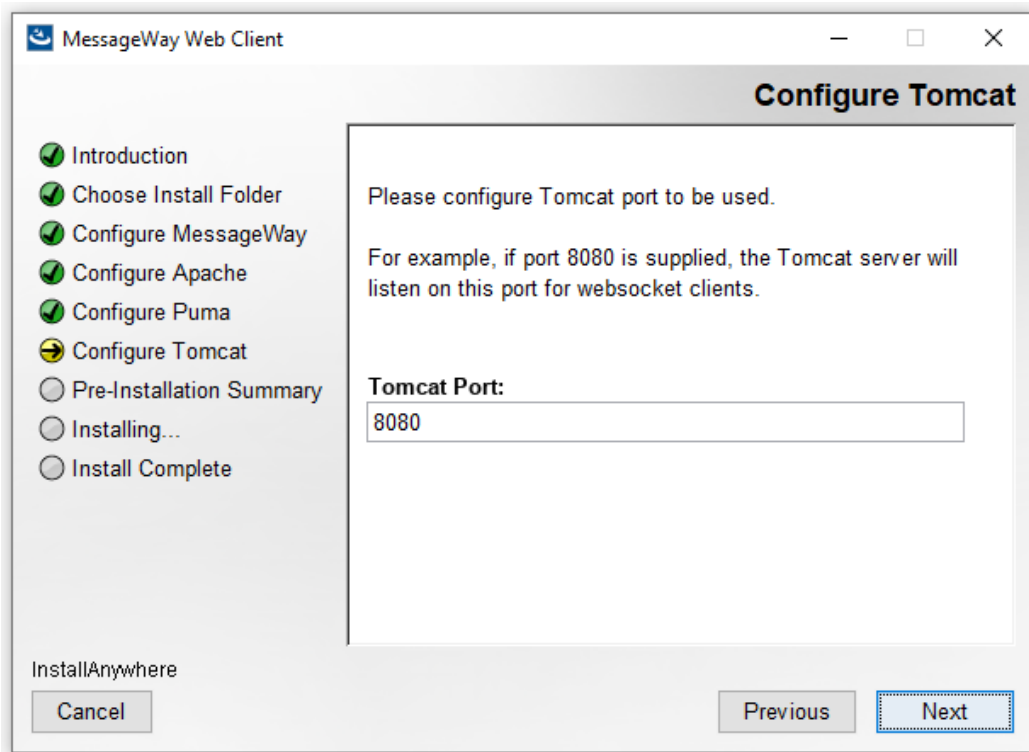 MessageWay Web Client
Configure Tomcat
Introduction
Choose Install Folder
Configure MessageWay
Configure Apache
Configure Puma
Configure Tomcat
Pre-Installation Summary
Installing...
Install Complete
Please configure Tomcat port to be used.
For example, if port 8080 is supplied, the Tomcat server will
listen on this port for websocket clients.
Tomcat Port:
8080
InstallAnywhere
Cancel
Previous
Next